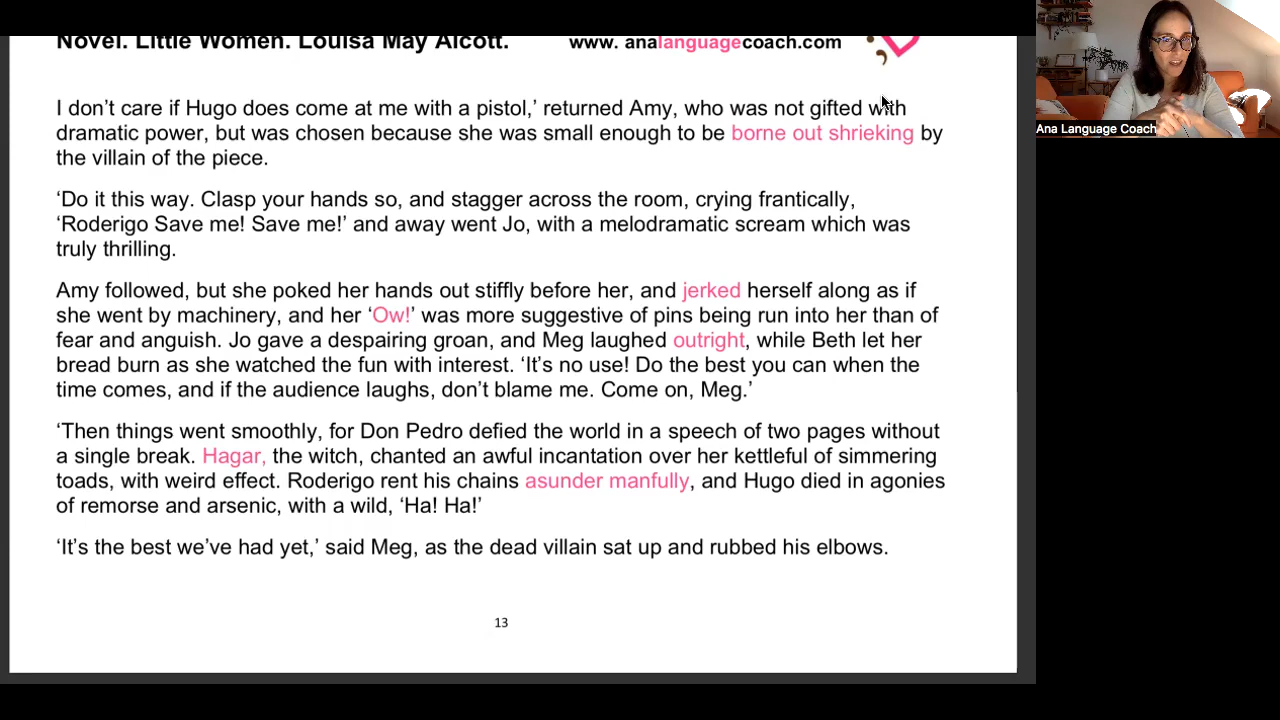 Novel. Little Women. Louisa May Alcott.
www. analanguagecoach.com
I don’t care if Hugo does come at me with a pistol,’ returned Amy, who was not gifted with
dramatic power, but was chosen because she was small enough to be borne out shrieking by
the villain of the piece.
‘Do it this way. Clasp your hands so, and stagger across the room, crying frantically,
‘Roderigo Save me! Save me!’ and away went Jo, with a melodramatic scream which was
truly thrilling.
Amy followed, but she poked her hands out stiffly before her, and jerked herself along as if
she went by machinery, and her ‘Ow!’ was more suggestive of pins being run into her than of
fear and anguish. Jo gave a despairing groan, and Meg laughed outright, while Beth let her
bread burn as she watched the fun with interest. ‘It’s no use! Do the best you can when the
time comes, and if the audience laughs, don’t blame me. Come on, Meg.’
‘Then things went smoothly, for Don Pedro defied the world in a speech of two pages without
a single break. Hagar, the witch, chanted an awful incantation over her kettleful of simmering
toads, with weird effect. Roderigo rent his chains asunder manfully, and Hugo died in agonies
of remorse and arsenic, with a wild, ‘Ha! Ha!’
‘It’s the best we’ve had yet,’ said Meg, as the dead villain sat up and rubbed his elbows.
13
Ana Language Coach